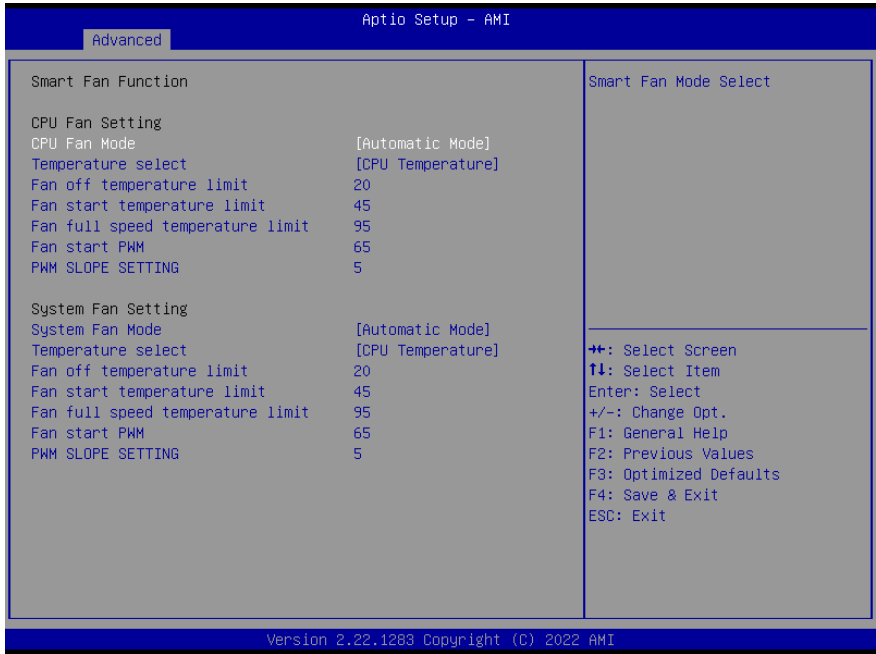 Aptio Setup – AMI
Advanced
Smart Fan Function
CPU Fan Setting
CPU Fan Mode [Automatic Mode]
Temperature select [CPU Temperature]
Fan off temperature limit 20
Fan start temperature limit 45
Fan full speed temperature limit 95
Fan start PWM 65
PWM SLOPE SETTING 5
System Fan Setting
System Fan Mode [Automatic Mode]
Temperature select [CPU Temperature]
Fan off temperature limit 20
Fan start temperature limit 45
Fan full speed temperature limit 95
Fan start PWM 65
PWM SLOPE SETTING 5
Smart Fan Mode Select
→←: Select Screen
↑↓: Select Item
Enter: Select
+/-: Change Opt.
F1: General Help
F2: Previous Values
F3: Optimized Defaults
F4: Save & Exit
ESC: Exit
Version 2.22.1283 Copyright (C) 2022 AMI